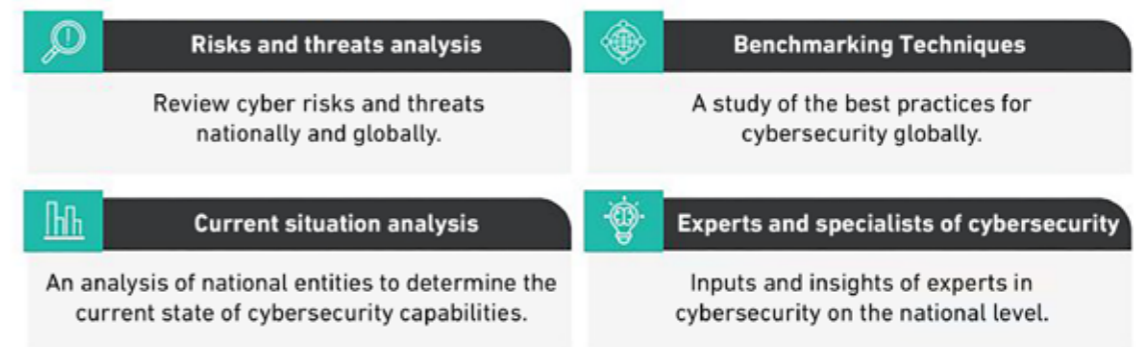 Risks and threats analysis
Review cyber risks and threats
nationally and globally.
Benchmarking Techniques
A study of the best practices for
cybersecurity globally.
Current situation analysis
An analysis of national entities to determine the
current state of cybersecurity capabilities.
Experts and specialists of cybersecurity
Inputs and insights of experts in
cybersecurity on the national level.